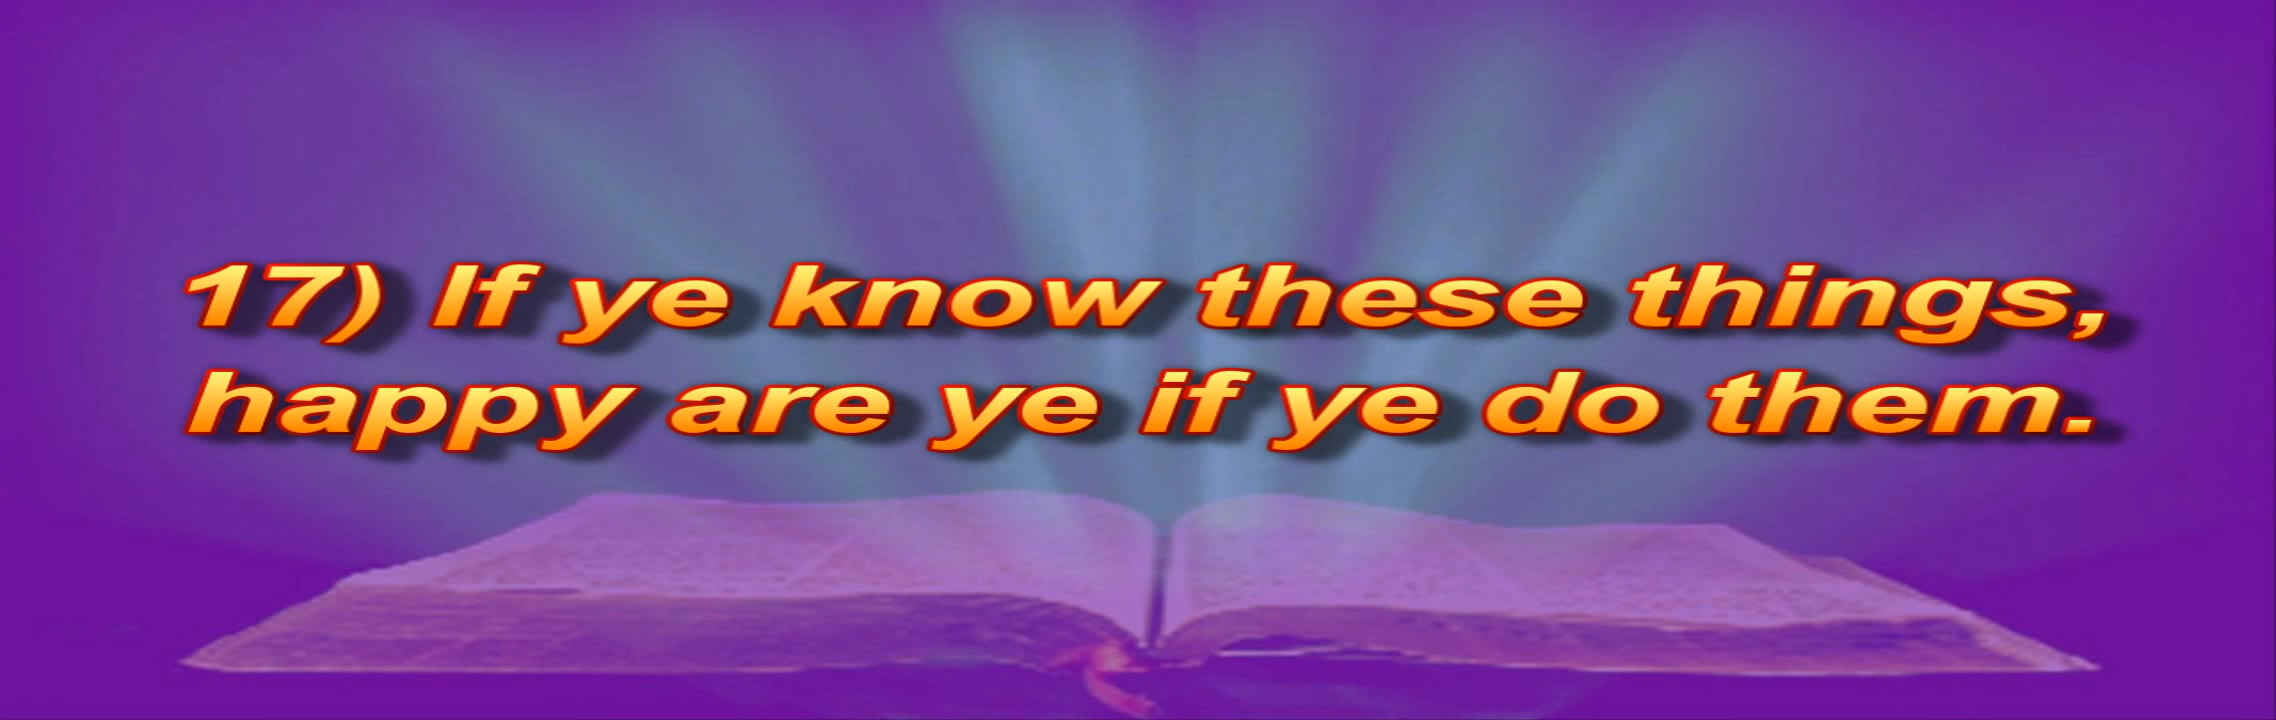 17) If ye know these things,
happy are ye if ye do them.